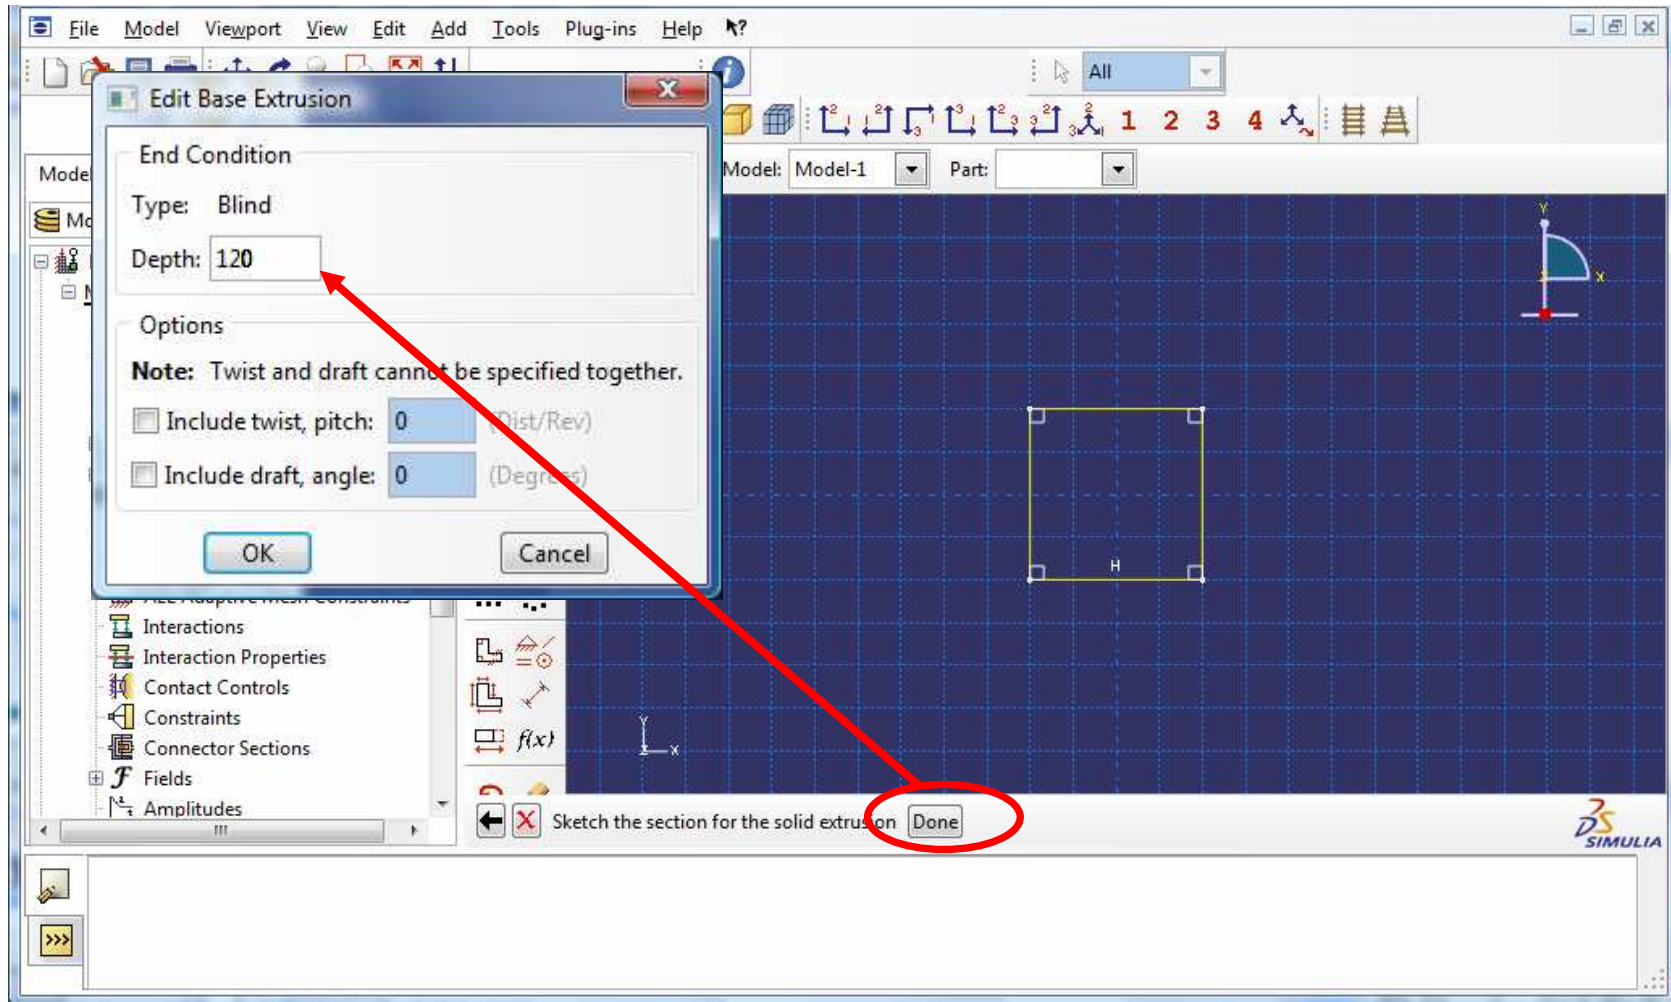 File Model Viewport View Edit Add Tools Plug-ins Help
All
Edit Base Extrusion
End Condition
Type: Blind
Depth: 120
Options
Note: Twist and draft cannot be specified together.
Include twist, pitch: 0 (Dist/Rev)
Include draft, angle: 0 (Degrees)
OK Cancel
1 2 3 4
Model: Model-1 Part:
Y
X
H
Interactions
Interaction Properties
Contact Controls
Constraints
Connector Sections
Fields
Amplitudes
f(x)
Y
Z X
Sketch the section for the solid extrusion Done
SIMULIA
>>>